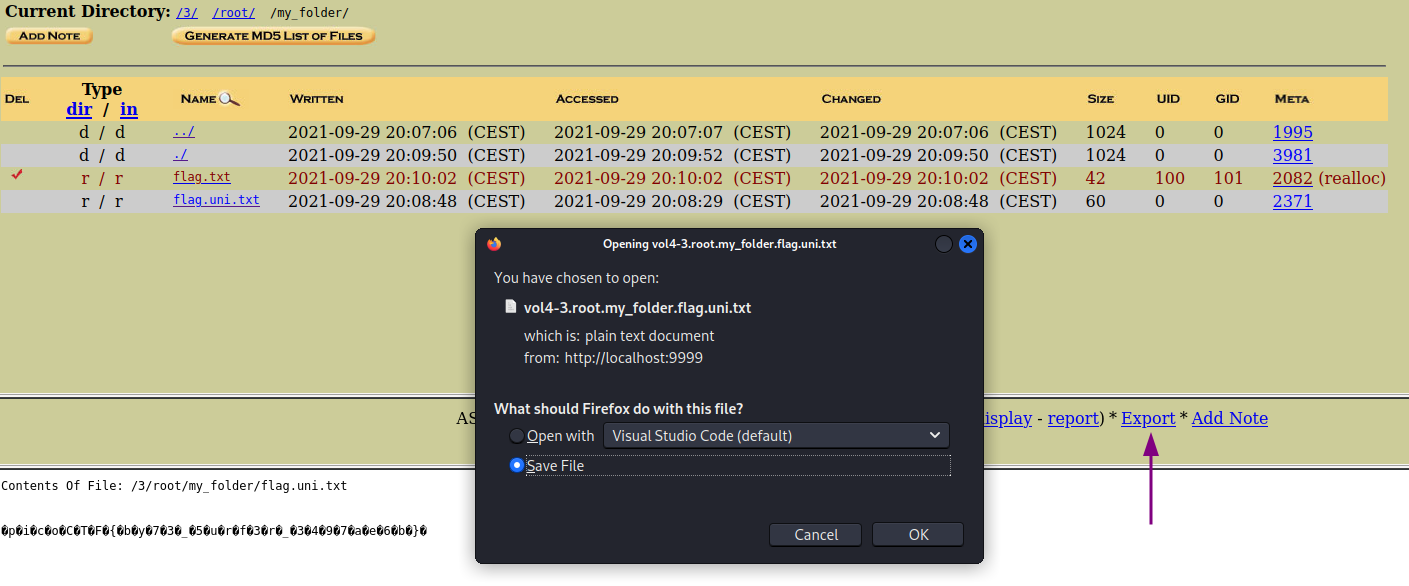 Current Directory: /3/ /root/ /my_folder/
ADD NOTE GENERATE MD5 LIST OF FILES
DEL Type dir / in NAME WRITTEN ACCESSED CHANGED SIZE UID GID META
d / d ../ 2021-09-29 20:07:06 (CEST) 2021-09-29 20:07:07 (CEST) 2021-09-29 20:07:06 (CEST) 1024 0 0 1995
d / d ./ 2021-09-29 20:09:50 (CEST) 2021-09-29 20:09:52 (CEST) 2021-09-29 20:09:50 (CEST) 1024 0 0 3981
r / r flag.txt 2021-09-29 20:10:02 (CEST) 2021-09-29 20:10:02 (CEST) 2021-09-29 20:10:02 (CEST) 42 100 101 2082 (realloc)
r / r flag.uni.txt 2021-09-29 20:08:48 (CEST) 2021-09-29 20:08:29 (CEST) 2021-09-29 20:08:48 (CEST) 60 0 0 2371
Opening vol4-3.root.my_folder.flag.uni.txt
You have chosen to open:
vol4-3.root.my_folder.flag.uni.txt
which is: plain text document
from: http://localhost:9999
What should Firefox do with this file?
Open with Visual Studio Code (default)
Save File
Cancel OK
AS isplay - report) * Export * Add Note
Contents Of File: /3/root/my_folder/flag.uni.txt
�p�i�c�o�C�T�F�{�b�y�7�3�_�5�u�r�f�3�r�_�3�4�9�7�a�e�6�b�}�